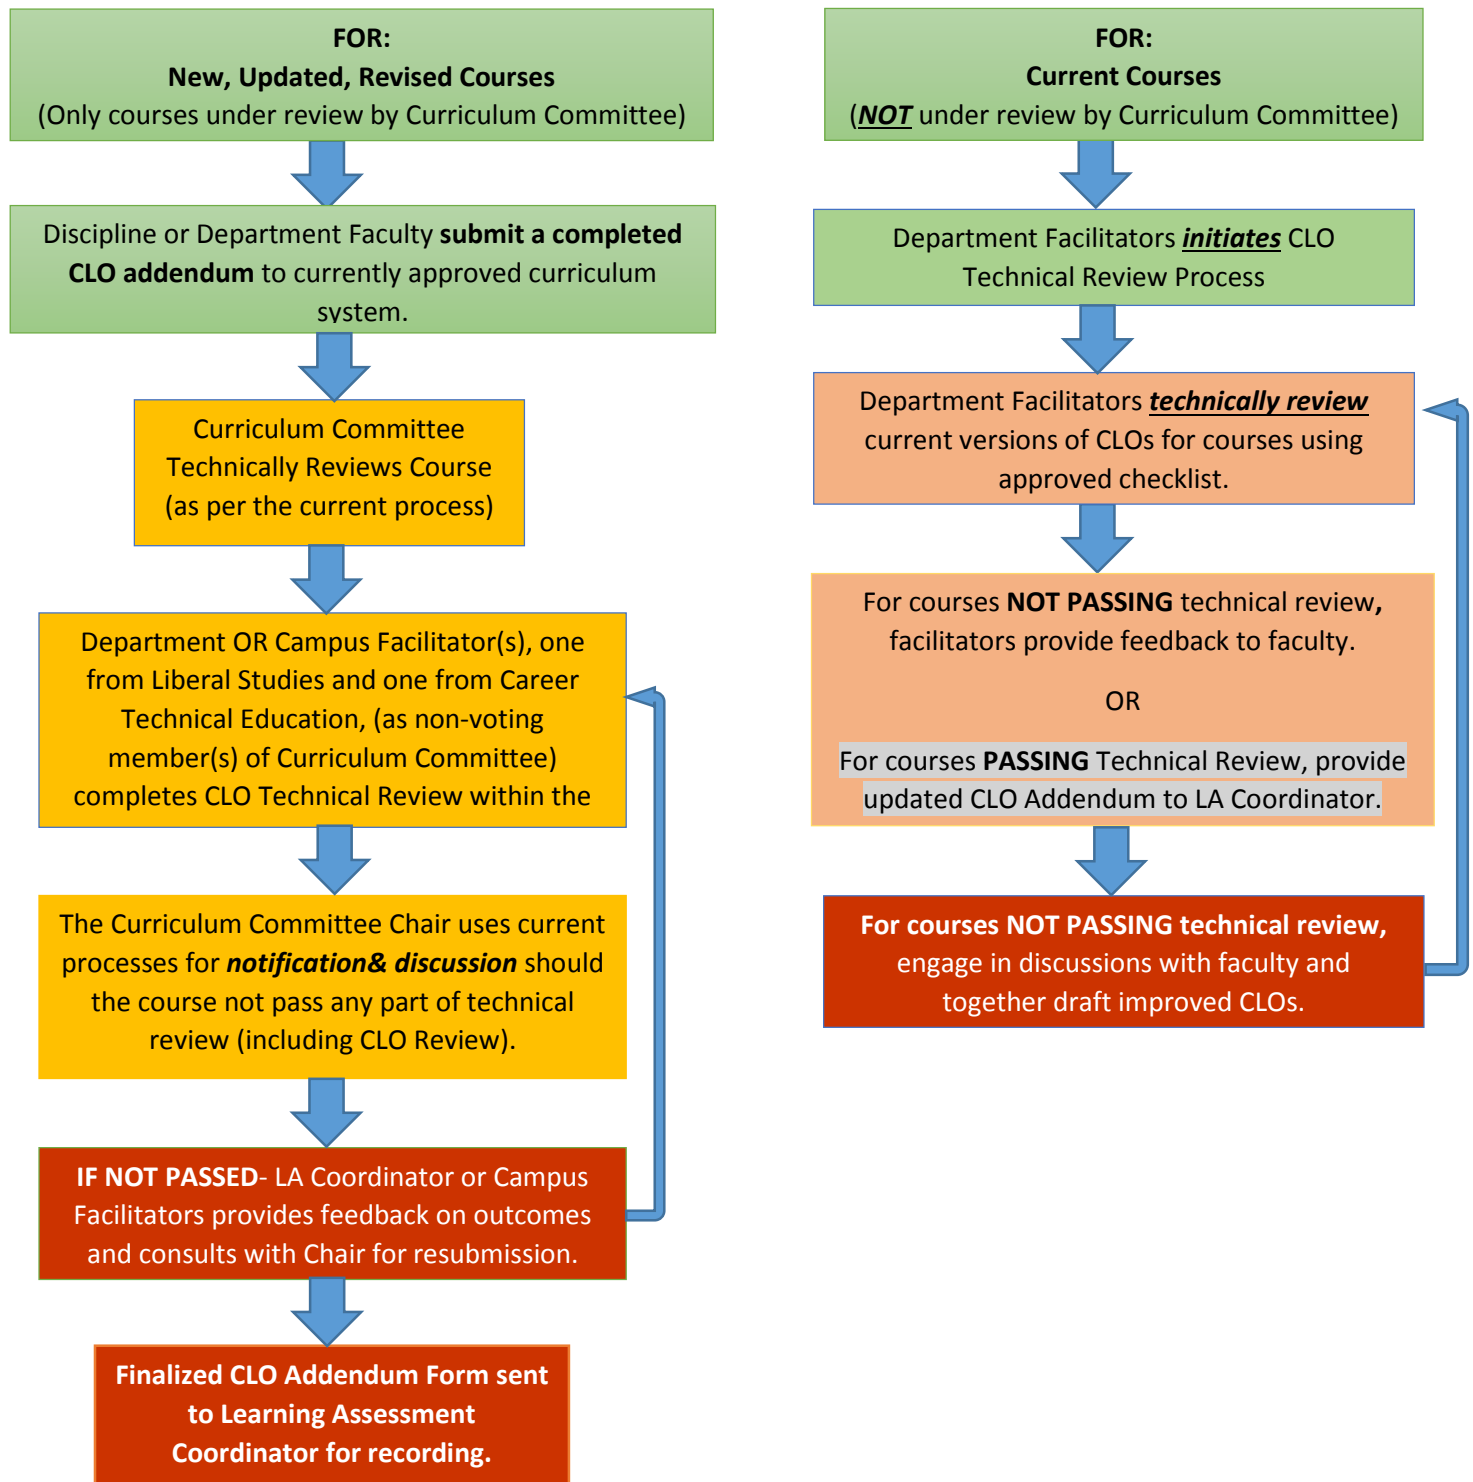 FOR:
New, Updated, Revised Courses
(Only courses under review by Curriculum Committee)
Discipline or Department Faculty submit a completed
CLO addendum to currently approved curriculum
system.
Curriculum Committee
Technically Reviews Course
(as per the current process)
Department OR Campus Facilitator(s), one
from Liberal Studies and one from Career
Technical Education, (as non-voting
member(s) of Curriculum Committee)
completes CLO Technical Review within the
The Curriculum Committee Chair uses current
processes for notification& discussion should
the course not pass any part of technical
review (including CLO Review).
IF NOT PASSED- LA Coordinator or Campus
Facilitators provides feedback on outcomes
and consults with Chair for resubmission.
Finalized CLO Addendum Form sent
to Learning Assessment
Coordinator for recording.
FOR:
Current Courses
(NOT under review by Curriculum Committee)
Department Facilitators initiates CLO
Technical Review Process
Department Facilitators technically review
current versions of CLOs for courses using
approved checklist.
For courses NOT PASSING technical review,
facilitators provide feedback to faculty.
OR
For courses PASSING Technical Review, provide
updated CLO Addendum to LA Coordinator.
For courses NOT PASSING technical review,
engage in discussions with faculty and
together draft improved CLOs.